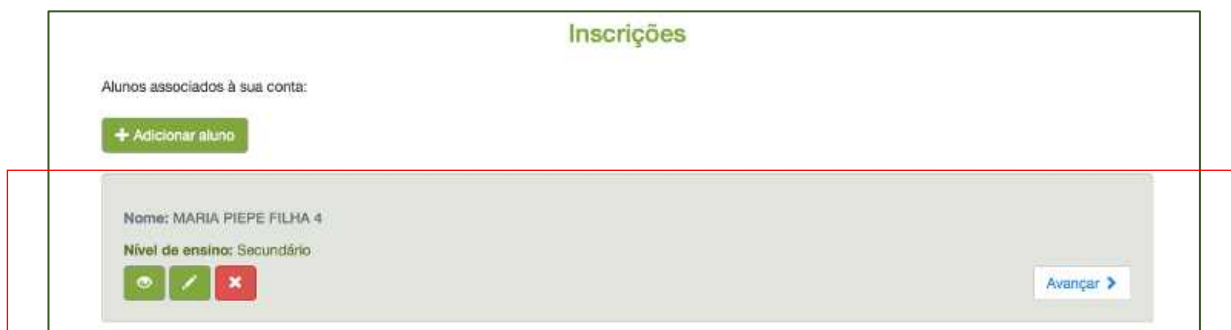 Inscrições
Alunos associados à sua conta:
Adicionar aluno
Nome: MARIA PIEPE FILHA 4
Nível de ensino: Secundário
Avançar